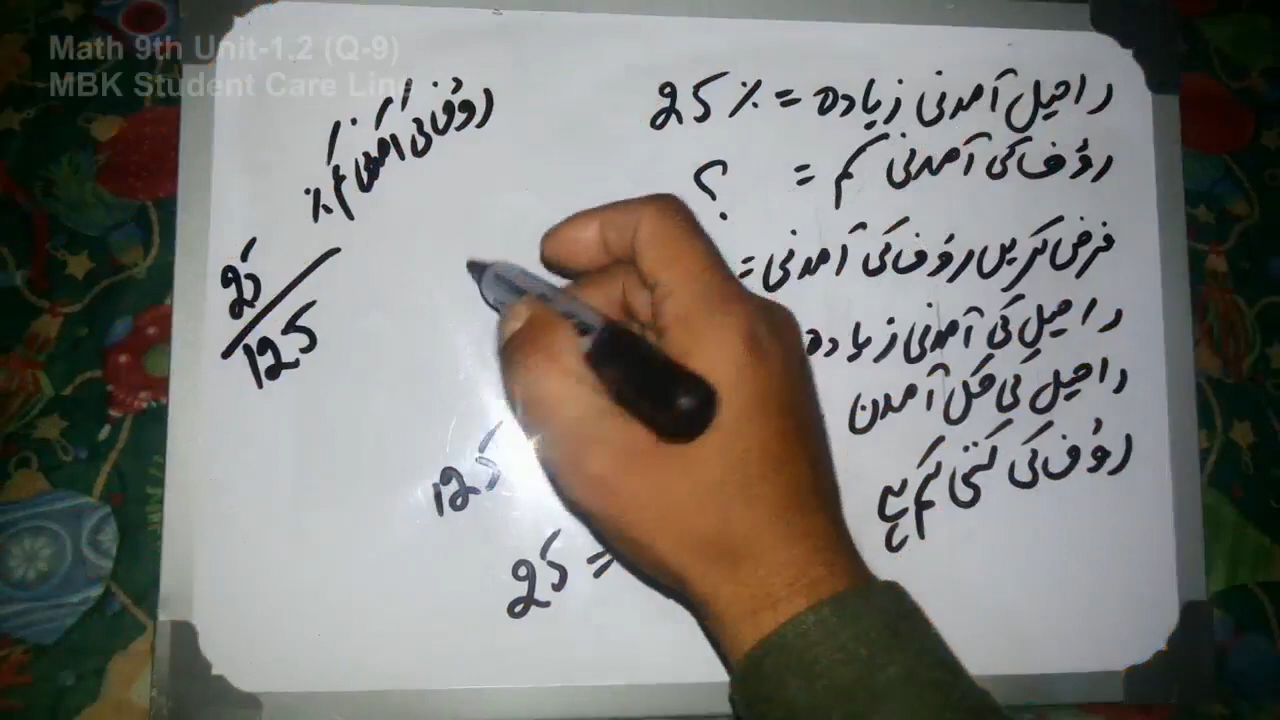 Math 9th Unit-1.2 (Q-9)
MBK Student Care Line
راحیل آمدنی زیادہ = 25 %
رؤف کی آمدنی کم = ؟
فرض کریں رؤف کی آمدنی =
راحیل کی آمدنی زیادہ
راحیل کی کل آمدن
رؤف کی کتنی کم ہے
125
25 =
رؤف کی آمدنی کم %
25
125